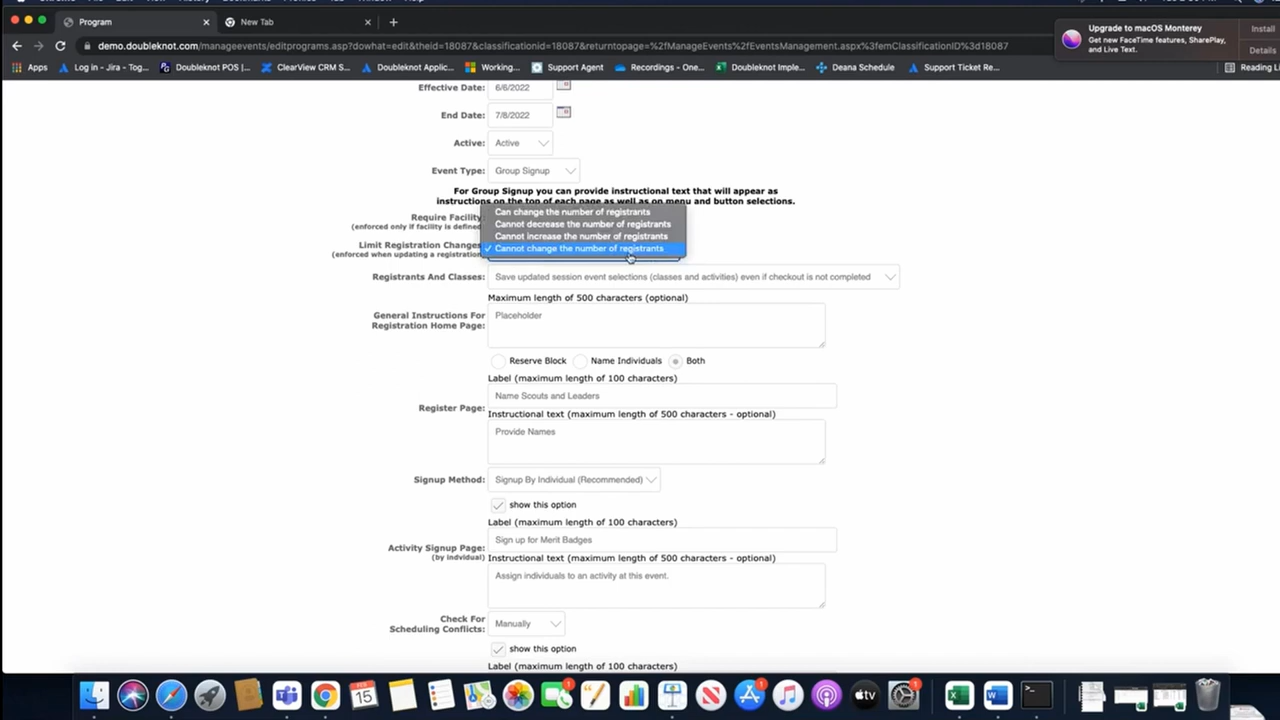 Program
New Tab
demo.doubleknot.com/manageevents/editprograms.asp?dowhat=edit&theid=18087&classificationid=18087&returntopage=%2fManageEvents%2fEventsManagement.aspx%3femClassificationID%3d18087
Upgrade to macOS Monterey
Get new FaceTime features, SharePlay,
and Live Text.
Install
Details
Apps
Log in - Jira - Tog...
Doubleknot POS |...
ClearView CRM S...
Doubleknot Applic...
Working...
Support Agent
Recordings - One...
Doubleknot Imple...
Deana Schedule
Support Ticket Re...
Reading Li
Effective Date: 6/6/2022
End Date: 7/8/2022
Active: Active
Event Type: Group Signup
For Group Signup you can provide instructional text that will appear as
instructions on the top of each page as well as on menu and button selections.
Require Facility
(enforced only if facility is define
Can change the number of registrants
Cannot decrease the number of registrants
Cannot increase the number of registrants
Cannot change the number of registrants
Limit Registration Changes
(enforced when updating a registration
Registrants And Classes: Save updated session event selections (classes and activities) even if checkout is not completed
Maximum length of 500 characters (optional)
General Instructions For
Registration Home Page:
Placeholder
Reserve Block Name Individuals Both
Label (maximum length of 100 characters)
Name Scouts and Leaders
Register Page:
Instructional text (maximum length of 500 characters - optional)
Provide Names
Signup Method: Signup By Individual (Recommended)
show this option
Label (maximum length of 100 characters)
Sign up for Merit Badges
Activity Signup Page:
(by individual)
Instructional text (maximum length of 500 characters - optional)
Assign individuals to an activity at this event.
Check For
Scheduling Conflicts:
Manually
show this option
Label (maximum length of 100 characters)
FEB
15
1
1
1